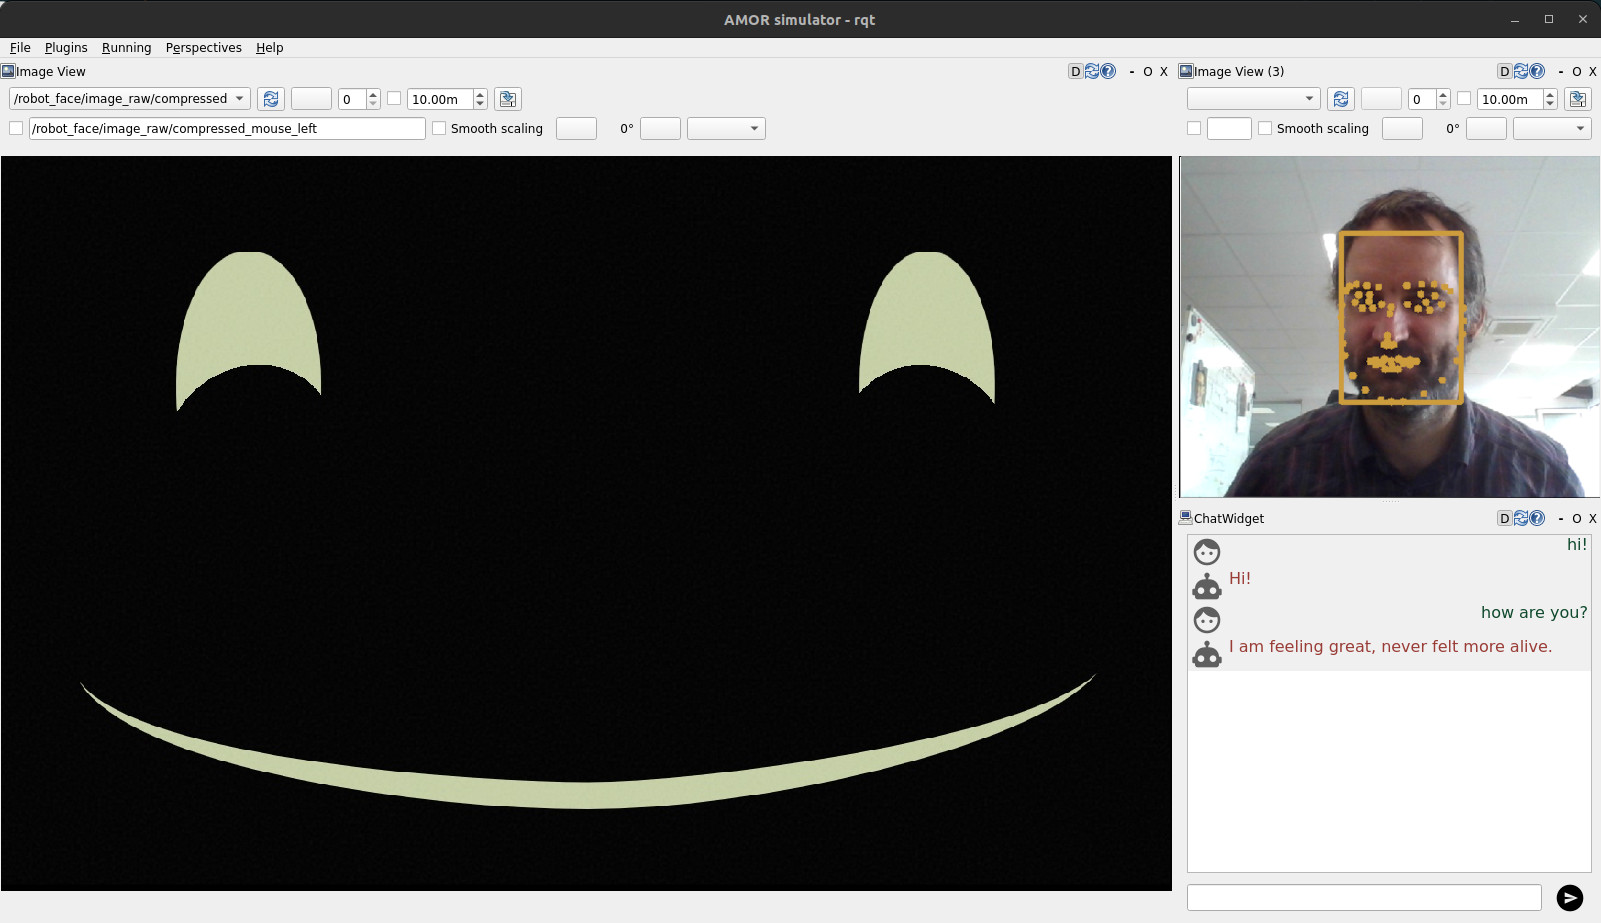 AMOR simulator - rqt
File Plugins Running Perspectives Help
Image View
D - O X
/robot_face/image_raw/compressed
0
10.00m
/robot_face/image_raw/compressed_mouse_left
Smooth scaling
0°
Image View (3)
D - O X
0
10.00m
Smooth scaling
0°
ChatWidget
D - O X
hi!
Hi!
how are you?
I am feeling great, never felt more alive.